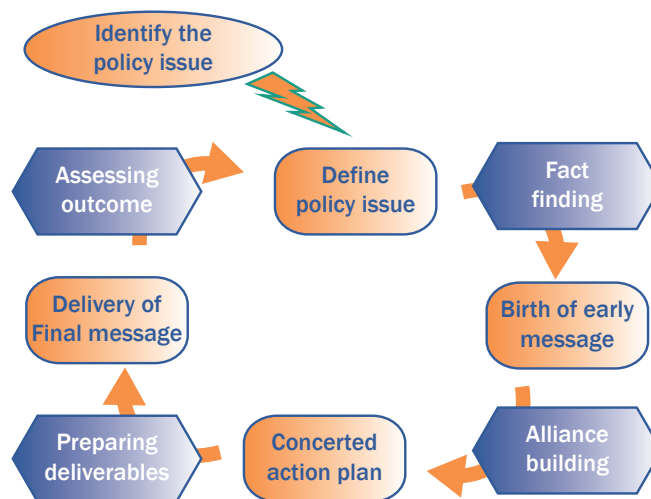 Identify the
policy issue
Define
policy issue
Fact
finding
Birth of early
message
Alliance
building
Concerted
action plan
Preparing
deliverables
Delivery of
Final message
Assessing
outcome